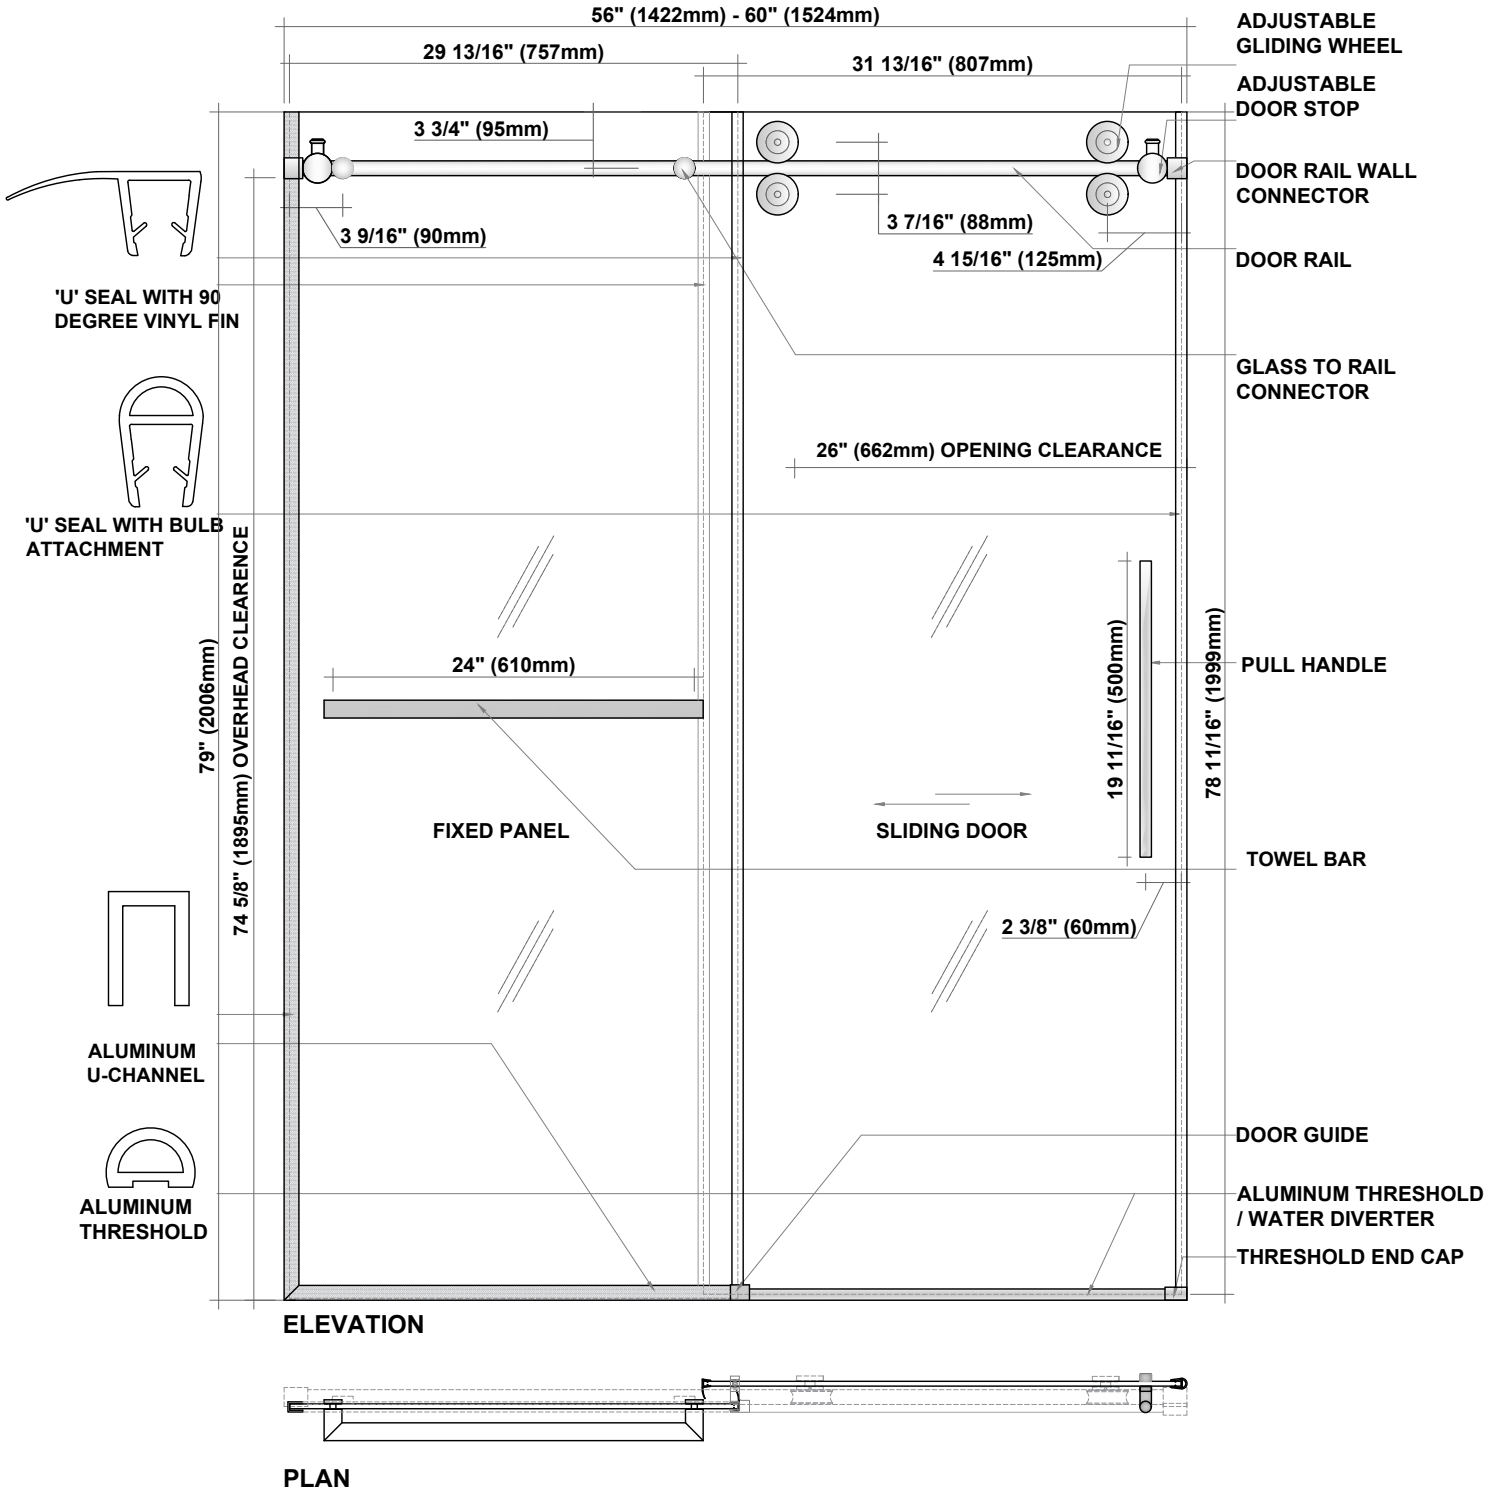 56" (1422mm) - 60" (1524mm)
29 13/16" (757mm)
31 13/16" (807mm)
ADJUSTABLE
GLIDING WHEEL
ADJUSTABLE
DOOR STOP
3 3/4" (95mm)
DOOR RAIL WALL
CONNECTOR
3 9/16" (90mm)
3 7/16" (88mm)
4 15/16" (125mm)
DOOR RAIL
'U' SEAL WITH 90
DEGREE VINYL FIN
GLASS TO RAIL
CONNECTOR
26" (662mm) OPENING CLEARANCE
'U' SEAL WITH BULB
ATTACHMENT
79" (2006mm)
74 5/8" (1895mm) OVERHEAD CLEARENCE
24" (610mm)
19 11/16" (500mm)
78 11/16" (1999mm)
PULL HANDLE
FIXED PANEL
SLIDING DOOR
TOWEL BAR
2 3/8" (60mm)
ALUMINUM
U-CHANNEL
DOOR GUIDE
ALUMINUM
THRESHOLD
ALUMINUM THRESHOLD
/ WATER DIVERTER
THRESHOLD END CAP
ELEVATION
PLAN